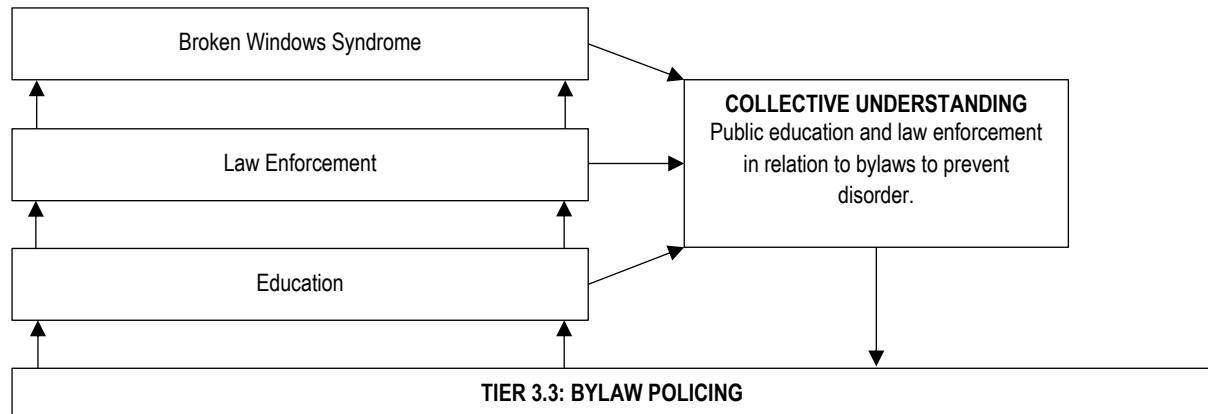 Broken Windows Syndrome
COLLECTIVE UNDERSTANDING
Public education and law enforcement
in relation to bylaws to prevent
disorder.
Law Enforcement
Education
TIER 3.3: BYLAW POLICING